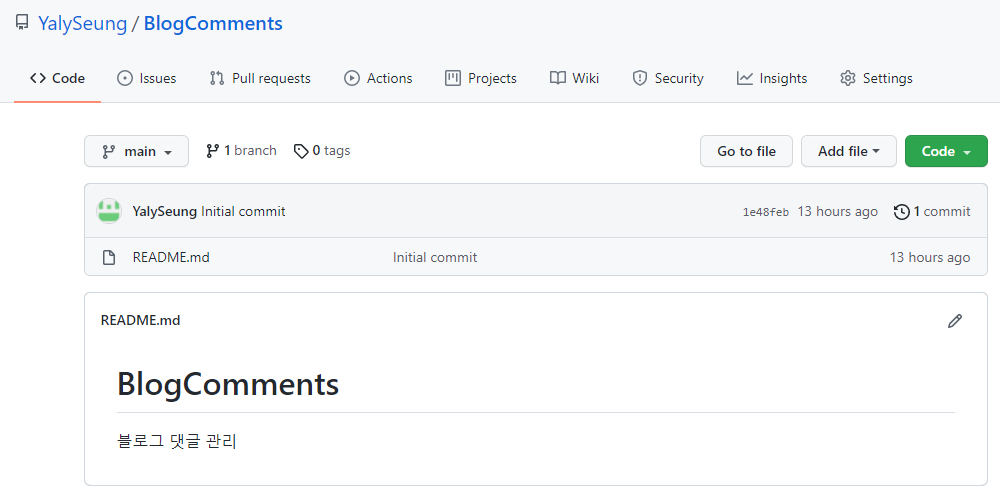 YalySeung / BlogComments
Code Issues Pull requests Actions Projects Wiki Security Insights Settings
main 1 branch 0 tags Go to file Add file Code
YalySeung Initial commit 1e48feb 13 hours ago 1 commit
README.md Initial commit 13 hours ago
README.md
BlogComments
블로그 댓글 관리